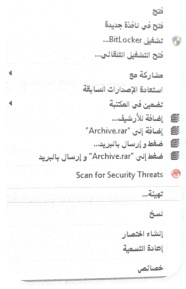 فتح
فتح في نافذة جديدة
تشغيل BitLocker...
فتح التشغيل التلقائي...
مشاركة مع
استعادة الإصدارات السابقة
تضمين في المكتبة
إضافة للأرشيف...
إضافة إلى "Archive.rar"
ضغط و إرسال بالبريد...
ضغط إلى "Archive.rar" و إرسال بالبريد
Scan for Security Threats
تهيئة...
نسخ
إنشاء اختصار
إعادة التسمية
خصائص